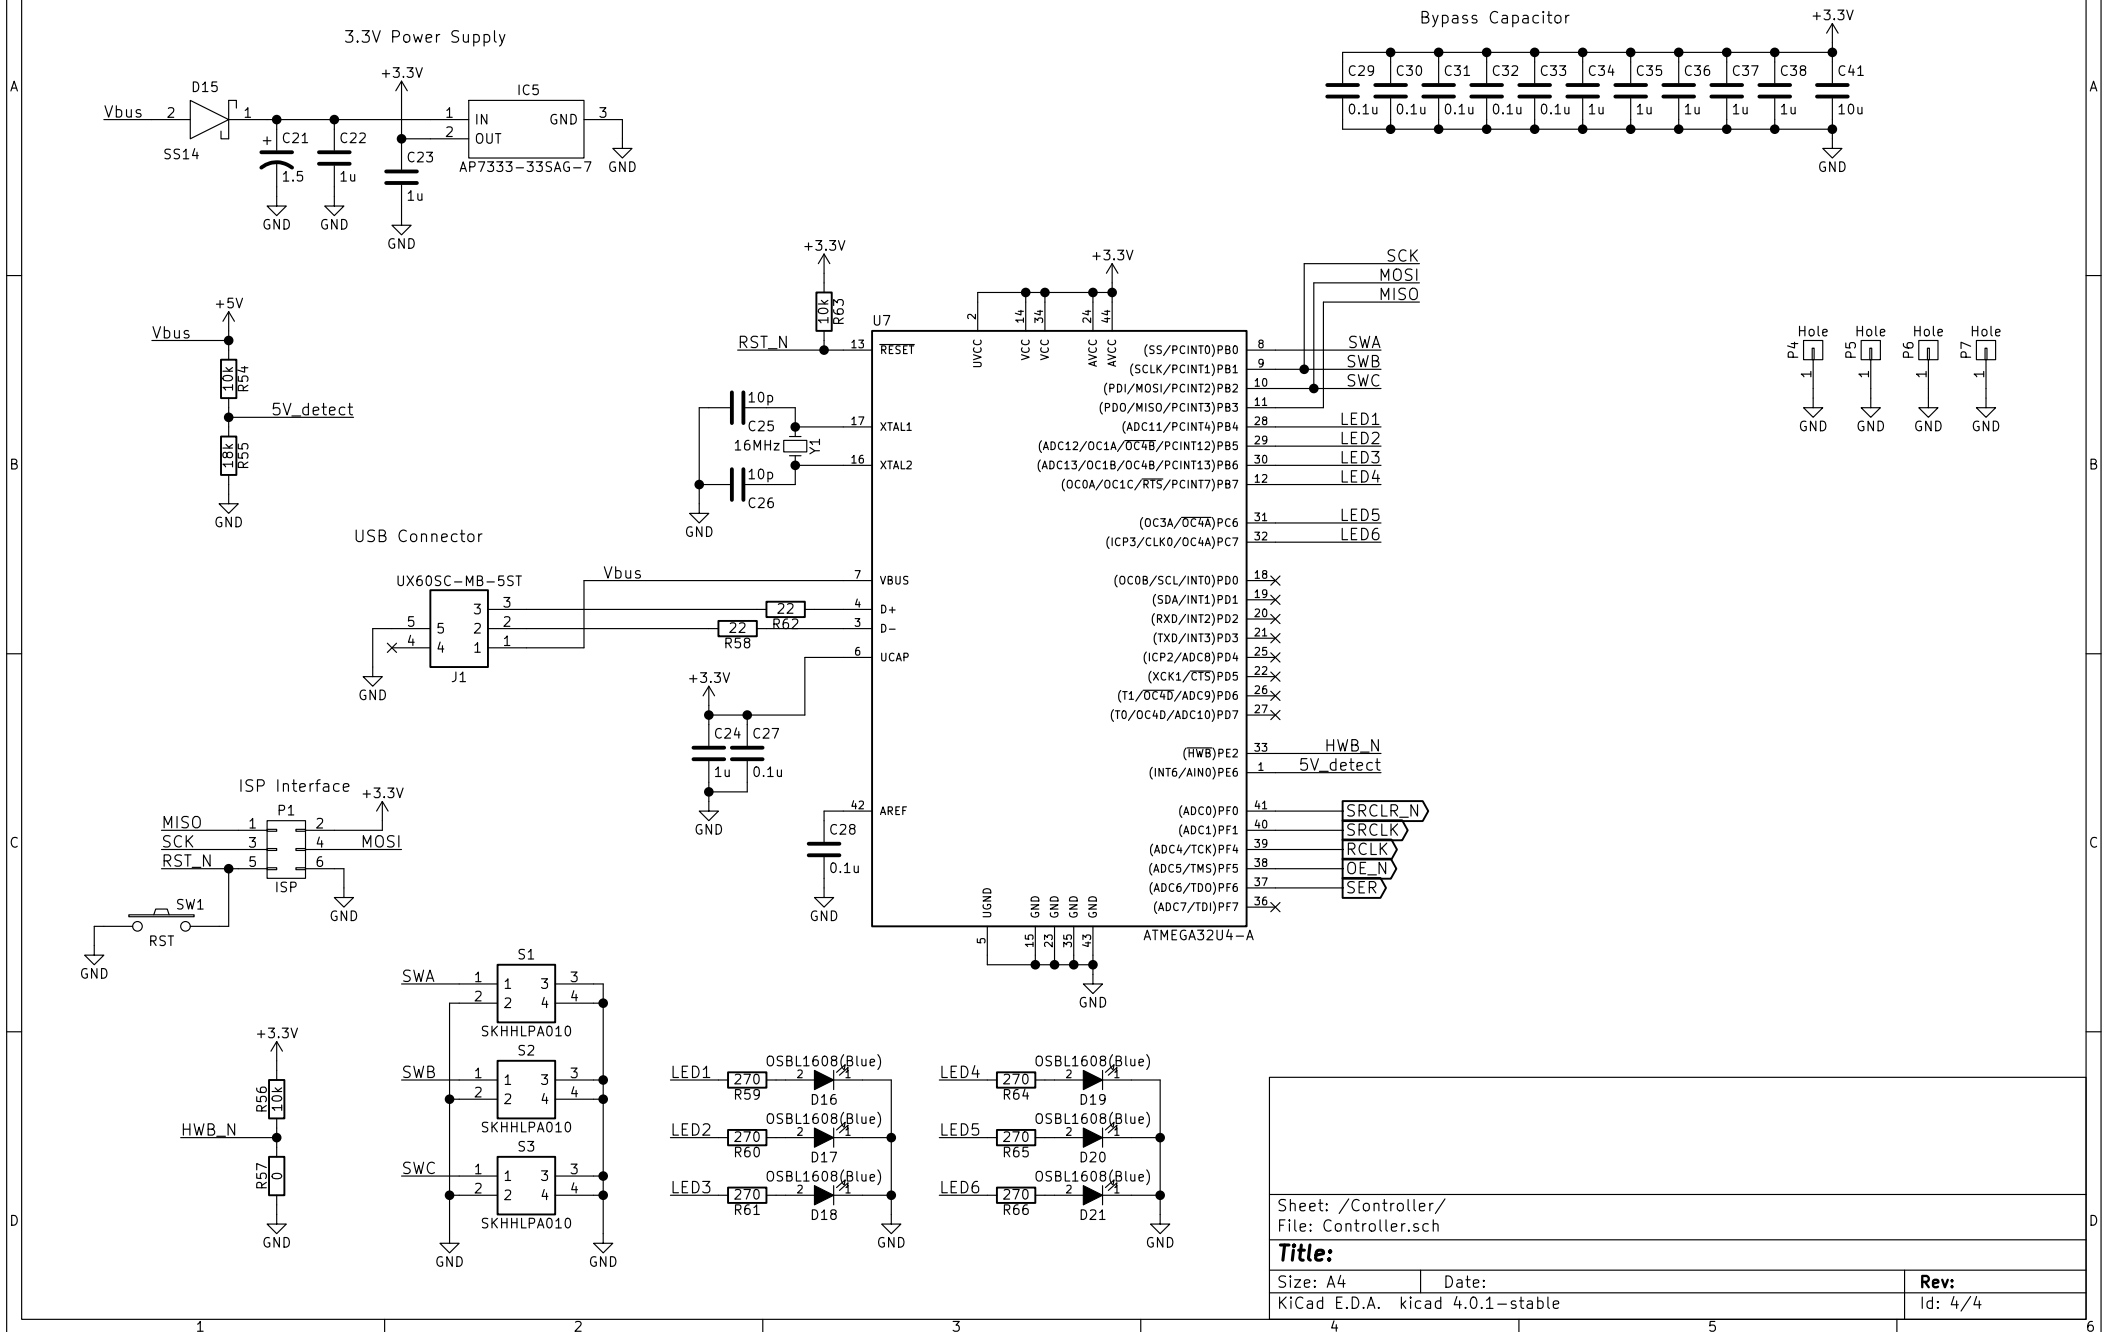 3.3V Power Supply
Vbus 2 D15 1 SS14
+ C21 1.5 GND
C22 1u GND
+3.3V
C23 1u GND
IC5
1 IN GND 3
2 OUT
AP7333-33SAG-7
GND
Bypass Capacitor
+3.3V
C29 C30 C31 C32 C33 C34 C35 C36 C37 C38 C41
0.1u 0.1u 0.1u 0.1u 0.1u 1u 1u 1u 1u 1u 10u
GND
+5V
Vbus
10k R54
5V_detect
18k R55
GND
+3.3V
10k R63
RST_N
10p
C25
16MHz Y1
10p
C26
GND
U7
+3.3V
2 14 34 24 44
UVCC VCC VCC AVCC AVCC
13 RESET
17 XTAL1
16 XTAL2
7 VBUS
4 D+
3 D-
6 UCAP
42 AREF
SCK
MOSI
MISO
(SS/PCINT0)PB0 8 SWA
(SCLK/PCINT1)PB1 9 SWB
(PDI/MOSI/PCINT2)PB2 10 SWC
(PDO/MISO/PCINT3)PB3 11
(ADC11/PCINT4)PB4 28 LED1
(ADC12/OC1A/OC4B/PCINT12)PB5 29 LED2
(ADC13/OC1B/OC4B/PCINT13)PB6 30 LED3
(OC0A/OC1C/RTS/PCINT7)PB7 12 LED4
(OC3A/OC4A)PC6 31 LED5
(ICP3/CLK0/OC4A)PC7 32 LED6
(OC0B/SCL/INT0)PD0 18
(SDA/INT1)PD1 19
(RXD/INT2)PD2 20
(TXD/INT3)PD3 21
(ICP2/ADC8)PD4 25
(XCK1/CTS)PD5 22
(T1/OC4D/ADC9)PD6 26
(T0/OC4D/ADC10)PD7 27
(HWB)PE2 33 HWB_N
(INT6/AIN0)PE6 1 5V_detect
(ADC0)PF0 41 SRCLR_N
(ADC1)PF1 40 SRCLK
(ADC4/TCK)PF4 39 RCLK
(ADC5/TMS)PF5 38 OE_N
(ADC6/TDO)PF6 37 SER
(ADC7/TDI)PF7 36
UGND GND GND GND GND
5 15 23 35 43
ATMEGA32U4-A
GND
Hole Hole Hole Hole
P4 P5 P6 P7
1 1 1 1
GND GND GND GND
USB Connector
UX60SC-MB-5ST
3 3
5 5 2 2
4 4 1 1
J1
GND
Vbus
22
R62
22
R58
+3.3V
C24 C27
1u 0.1u
GND
C28
0.1u
GND
ISP Interface
+3.3V
P1
MISO 1 2
SCK 3 4 MOSI
RST_N 5 6
ISP
GND
SW1
RST
GND
+3.3V
R56 10k
HWB_N
R57 0
GND
S1
SWA 1 1 3 3
2 2 4 4
SKHHLPA010
S2
SWB 1 1 3 3
2 2 4 4
SKHHLPA010
S3
SWC 1 1 3 3
2 2 4 4
SKHHLPA010
GND GND
OSBL1608(Blue)
LED1 270 2 1
R59 D16
OSBL1608(Blue)
LED2 270 2 1
R60 D17
OSBL1608(Blue)
LED3 270 2 1
R61 D18
GND
OSBL1608(Blue)
LED4 270 2 1
R64 D19
OSBL1608(Blue)
LED5 270 2 1
R65 D20
OSBL1608(Blue)
LED6 270 2 1
R66 D21
GND
Sheet: /Controller/
File: Controller.sch
Title:
Size: A4 Date: Rev:
KiCad E.D.A. kicad 4.0.1-stable Id: 4/4
A A
B B
C C
D D
1 2 3 4 5 6